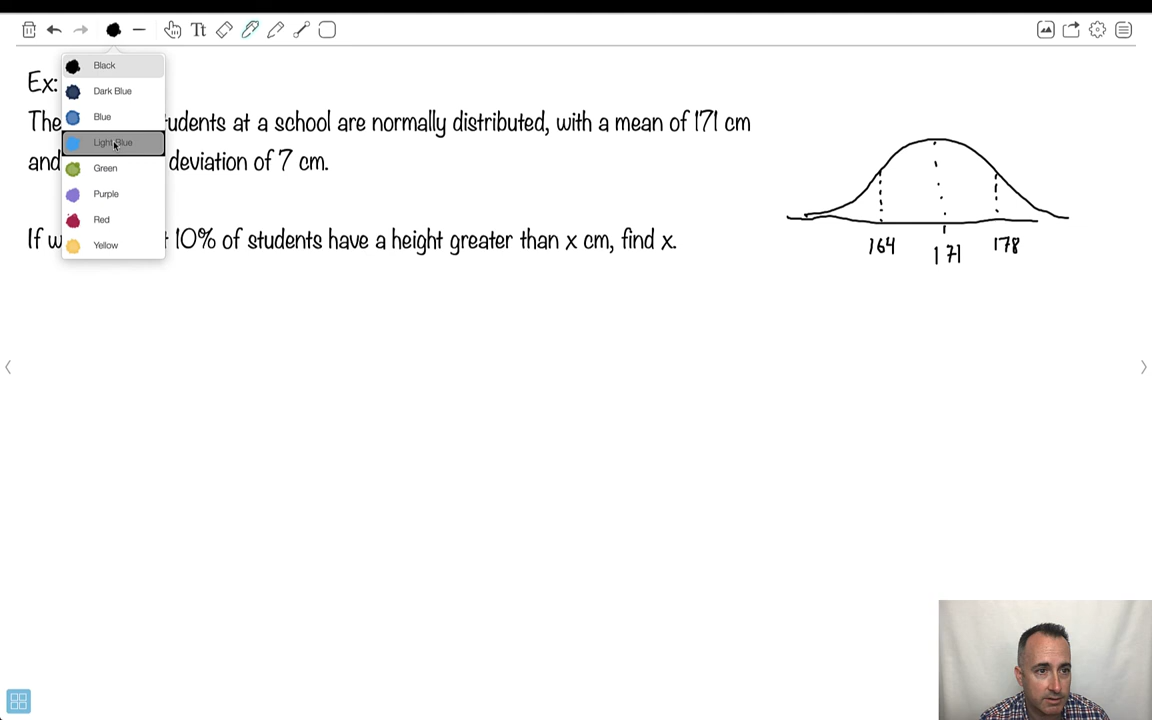 Tt
Black
Dark Blue
Blue
Light Blue
Green
Purple
Red
Yellow
Ex:
The udents at a school are normally distributed, with a mean of 171 cm
and deviation of 7 cm.
If w 10% of students have a height greater than x cm, find x.
164 171 178